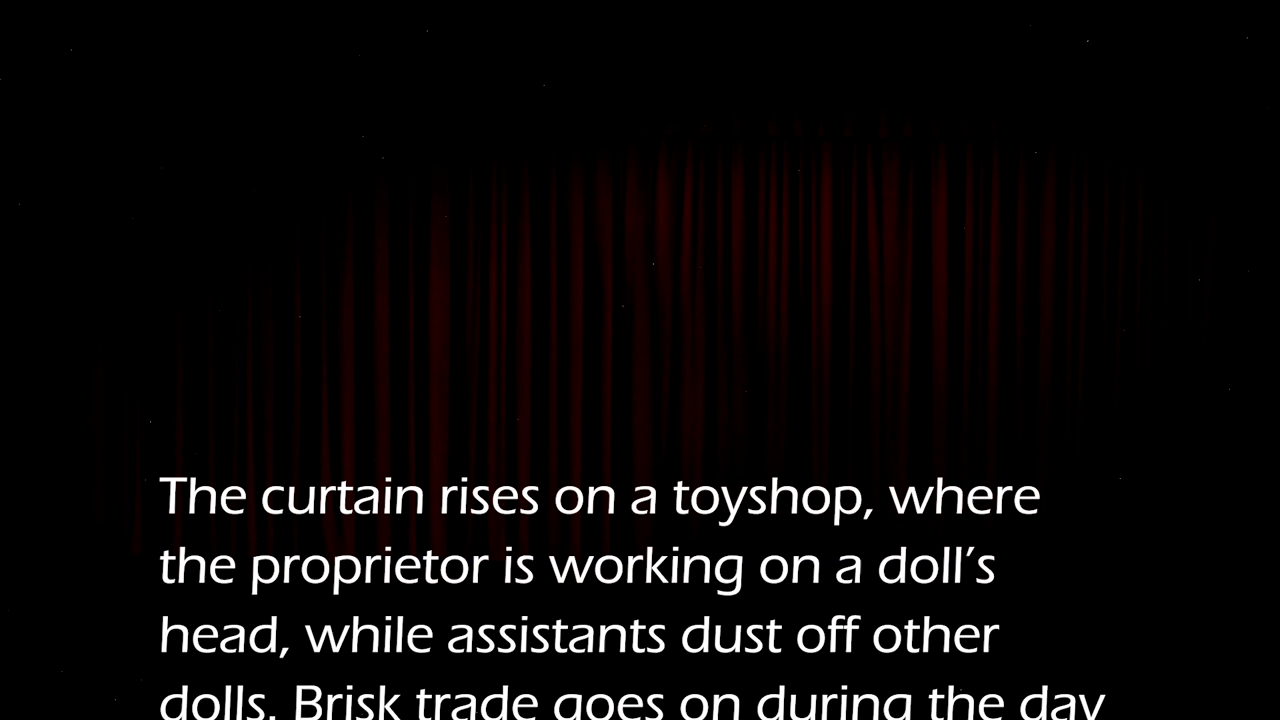 The curtain rises on a toyshop, where
the proprietor is working on a doll’s
head, while assistants dust off other
dolls. Brisk trade goes on during the day